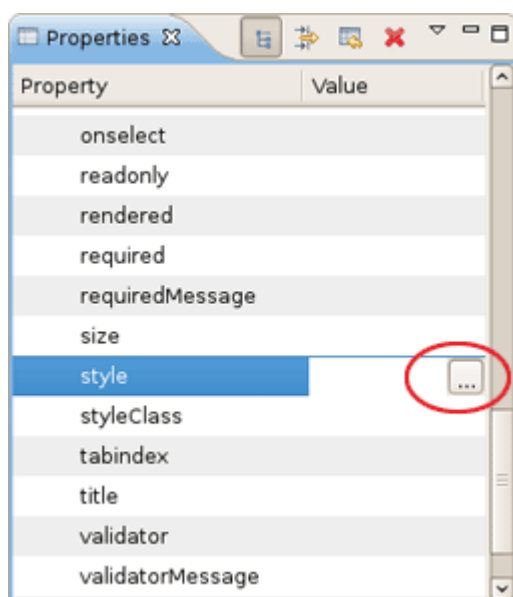 Properties
Property Value
onselect
readonly
rendered
required
requiredMessage
size
style ...
styleClass
tabindex
title
validator
validatorMessage